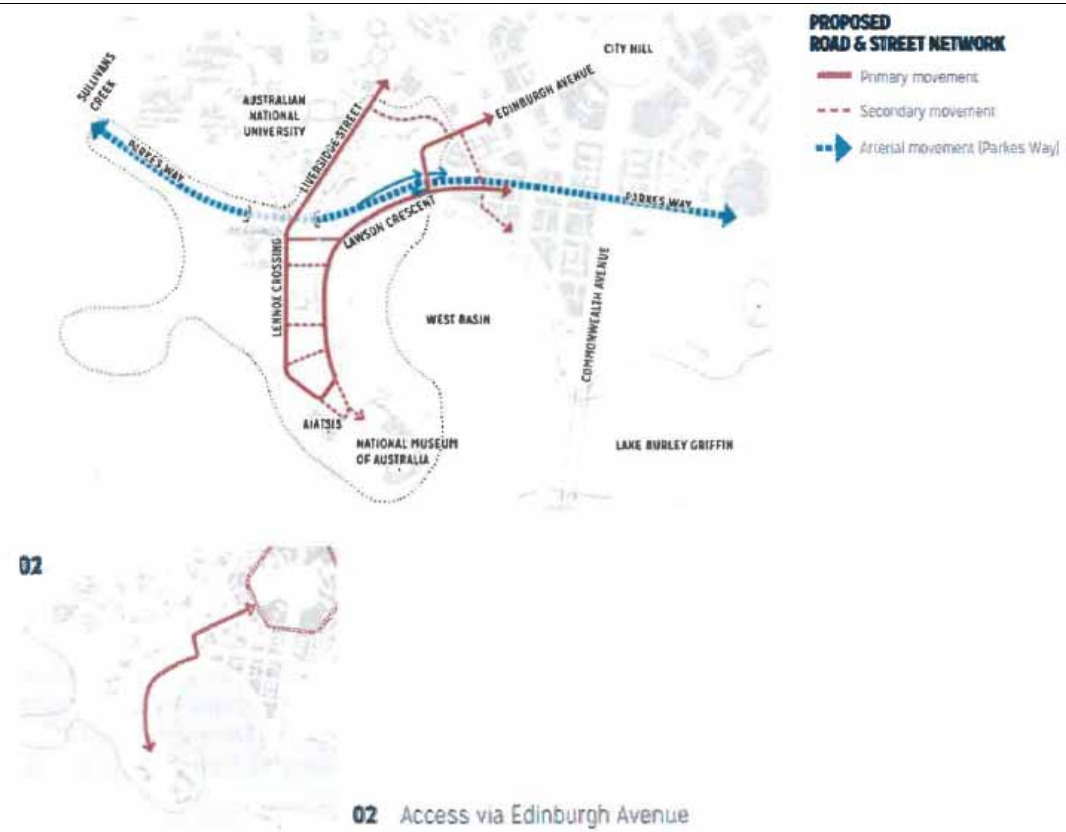 PROPOSED
ROAD & STREET NETWORK
Primary movement
Secondary movement
Arterial movement (Parkes Way)
CITY HILL
SULLIVANS
CREEK
AUSTRALIAN
NATIONAL
UNIVERSITY
EDINBURGH AVENUE
LIVERSIDGE STREET
PARKES WAY
PARKES WAY
LAWSON CRESCENT
LENNOX CROSSING
WEST BASIN
COMMONWEALTH AVENUE
AIATSIS
NATIONAL MUSEUM
OF AUSTRALIA
LAKE BURLEY GRIFFIN
02
02 Access via Edinburgh Avenue